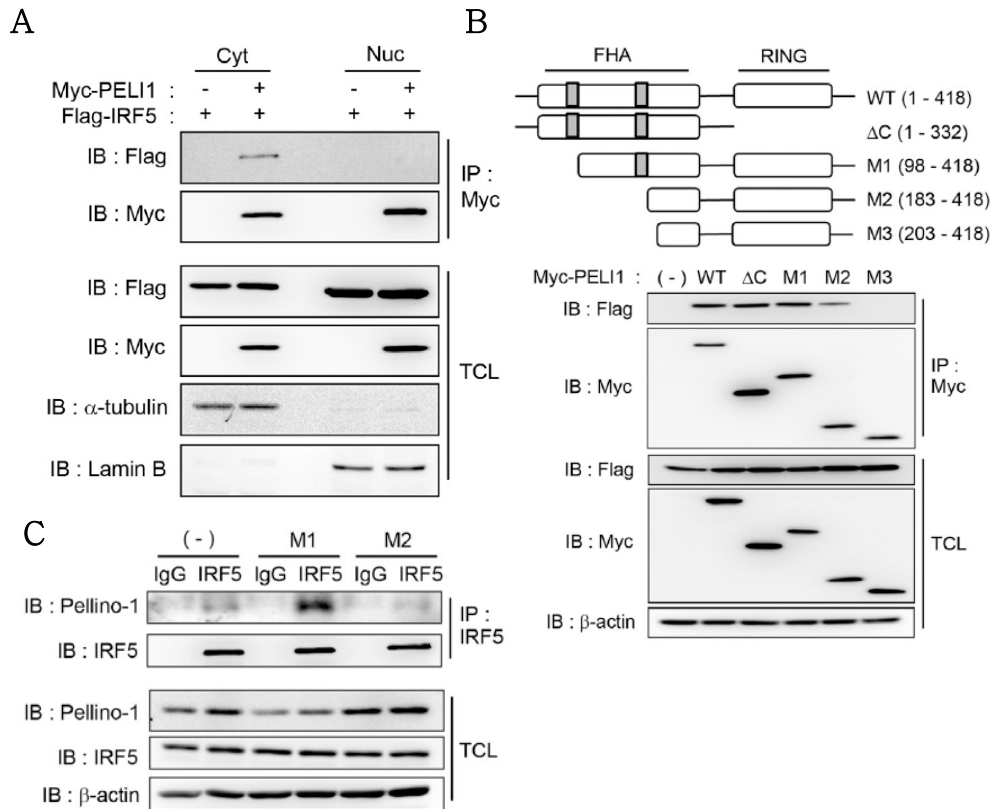 A
Cyt Nuc
Myc-PELI1 : - + - +
Flag-IRF5 : + + + +
IB : Flag
IB : Myc
IP :
Myc
IB : Flag
IB : Myc
IB : α-tubulin
IB : Lamin B
TCL
B
FHA RING
WT (1 - 418)
ΔC (1 - 332)
M1 (98 - 418)
M2 (183 - 418)
M3 (203 - 418)
Myc-PELI1 : (-) WT ΔC M1 M2 M3
IB : Flag
IB : Myc
IP :
Myc
IB : Flag
IB : Myc
IB : β-actin
TCL
C
(-) M1 M2
IgG IRF5 IgG IRF5 IgG IRF5
IB : Pellino-1
IB : IRF5
IP :
IRF5
IB : Pellino-1
IB : IRF5
IB : β-actin
TCL